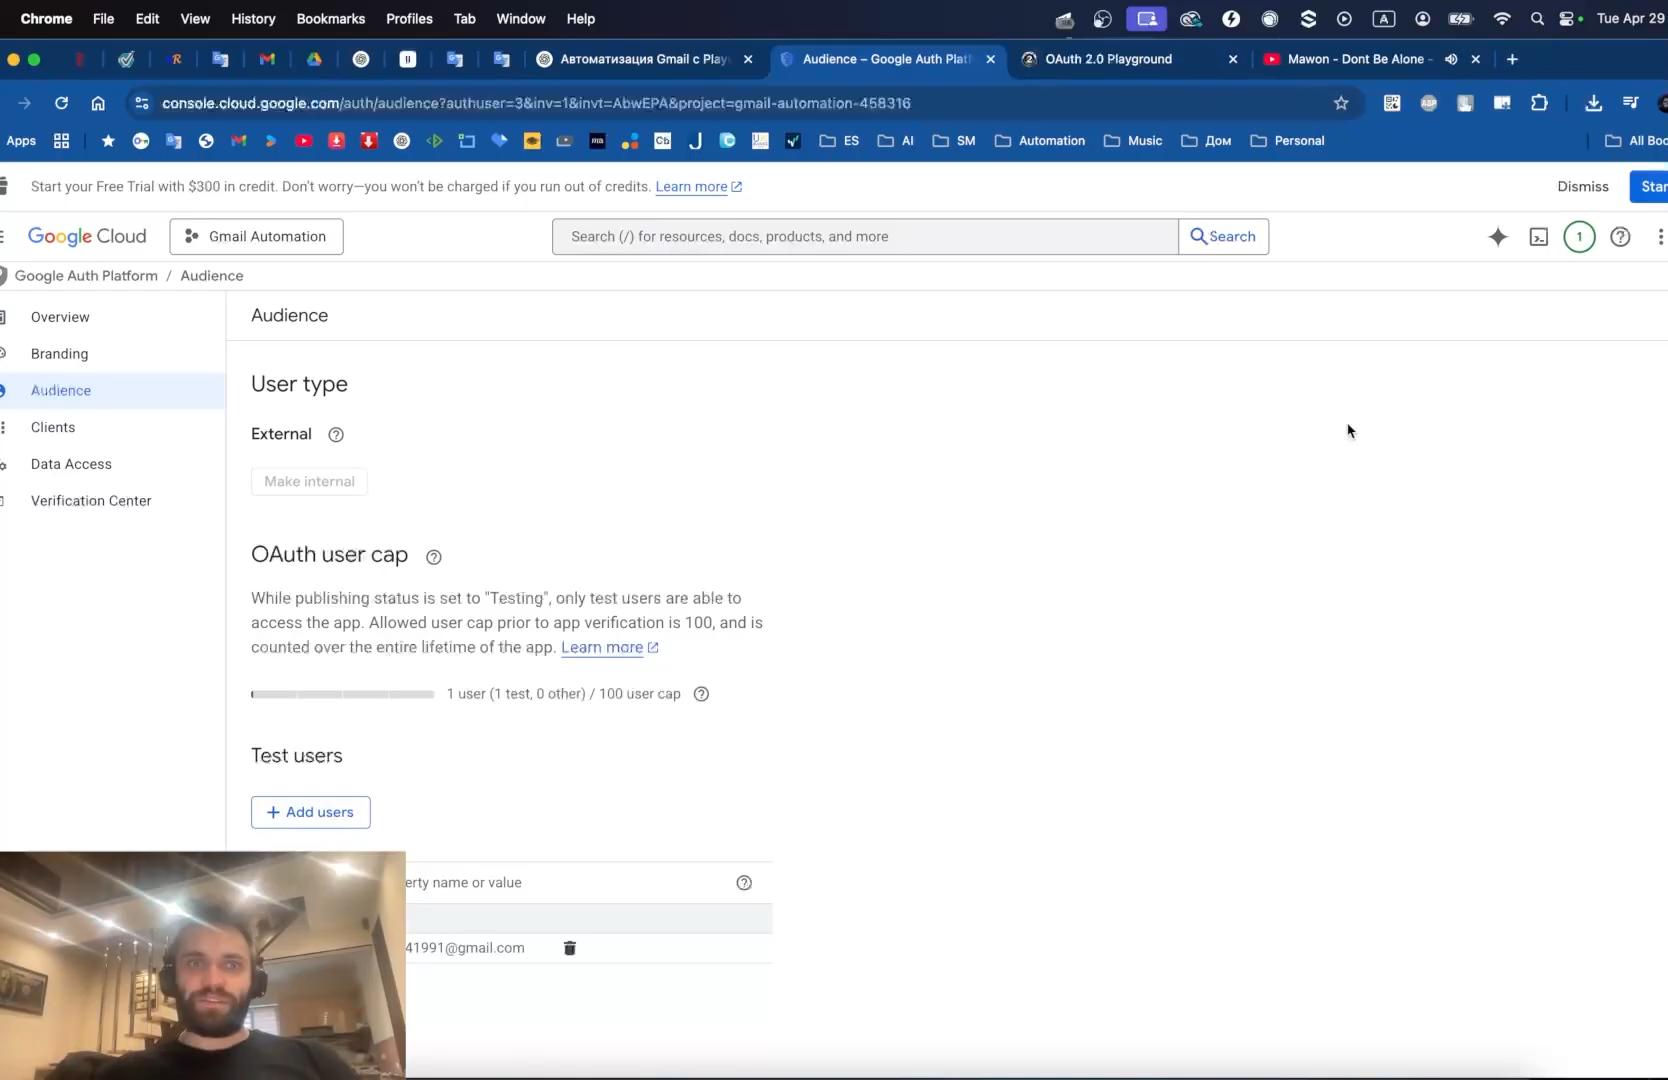 Chrome File Edit View History Bookmarks Profiles Tab Window Help
A
Tue Apr 29
Автоматизация Gmail с Play
Audience – Google Auth Platf
OAuth 2.0 Playground
Mawon - Dont Be Alone -
console.cloud.google.com/auth/audience?authuser=3&inv=1&invt=AbwEPA&project=gmail-automation-458316
ABP
Apps
ES
AI
SM
Automation
Music
Дом
Personal
All Boo
Start your Free Trial with $300 in credit. Don't worry—you won't be charged if you run out of credits. Learn more
Dismiss
Star
Google Cloud
Gmail Automation
Search (/) for resources, docs, products, and more
Search
1
Google Auth Platform / Audience
Overview
Branding
Audience
Clients
Data Access
Verification Center
Audience
User type
External
Make internal
OAuth user cap
While publishing status is set to "Testing", only test users are able to
access the app. Allowed user cap prior to app verification is 100, and is
counted over the entire lifetime of the app. Learn more
1 user (1 test, 0 other) / 100 user cap
Test users
+ Add users
erty name or value
41991@gmail.com